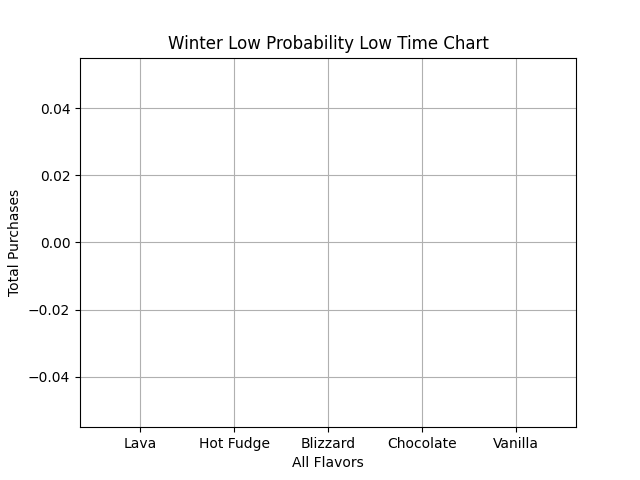 Winter Low Probability Low Time Chart
0.04
0.02
0.00
−0.02
−0.04
Total Purchases
Lava Hot Fudge Blizzard Chocolate Vanilla
All Flavors